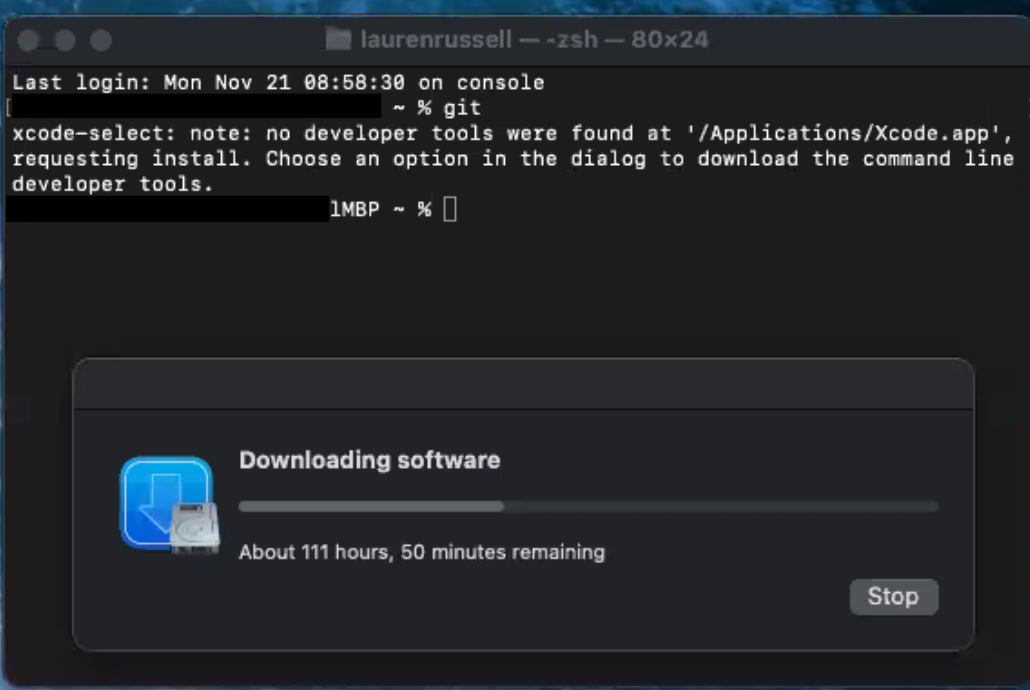 laurenrussell — -zsh — 80×24
Last login: Mon Nov 21 08:58:30 on console
[ ~ % git
xcode-select: note: no developer tools were found at '/Applications/Xcode.app',
requesting install. Choose an option in the dialog to download the command line
developer tools.
lMBP ~ %
Downloading software
About 111 hours, 50 minutes remaining
Stop